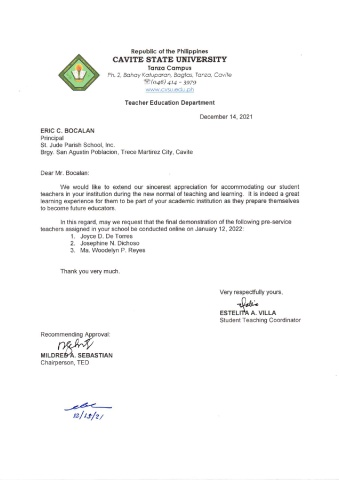 Republic of the Philippines
CAVITE STATE UNIVERSITY
Tanza Campus
Ph. 2, Bahay Katuparan, Bagtas, Tanza, Cavite
(046) 414 – 3979
www.cvsu.edu.ph
Teacher Education Department
December 14, 2021
ERIC C. BOCALAN
Principal
St. Jude Parish School, Inc.
Brgy. San Agustin Poblacion, Trece Martirez City, Cavite
Dear Mr. Bocalan:
We would like to extend our sincerest appreciation for accommodating our student
teachers in your institution during the new normal of teaching and learning. It is indeed a great
learning experience for them to be part of your academic institution as they prepare themselves
to become future educators.
In this regard, may we request that the final demonstration of the following pre-service
teachers assigned in your school be conducted online on January 12, 2022:
1. Joyce D. De Torres
2. Josephine N. Dichoso
3. Ma. Woodelyn P. Reyes
Thank you very much.
Very respectfully yours,
ESTELITA A. VILLA
Student Teaching Coordinator
Recommending Approval:
MILDRED A. SEBASTIAN
Chairperson, TED